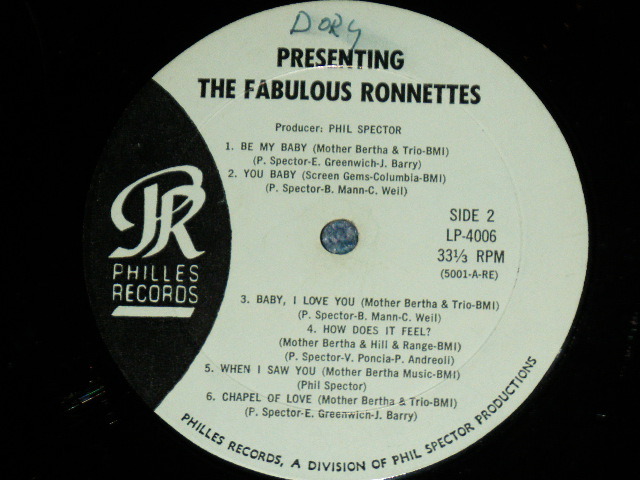 DORY
PRESENTING
THE FABULOUS RONNETTES
Producer: PHIL SPECTOR
1. BE MY BABY (Mother Bertha & Trio-BMI)
(P. Spector-E. Greenwich-J. Barry)
2. YOU BABY (Screen Gems-Columbia-BMI)
(P. Spector-B. Mann-C. Weil)
SIDE 2
LP-4006
33⅓ RPM
(5001-A-RE)
PR
PHILLES
RECORDS
3. BABY, I LOVE YOU (Mother Bertha & Trio-BMI)
(P. Spector-B. Mann-C. Weil)
4. HOW DOES IT FEEL?
(Mother Bertha & Hill & Range-BMI)
(P. Spector-V. Poncia-P. Andreoli)
5. WHEN I SAW YOU (Mother Bertha Music-BMI)
(Phil Spector)
6. CHAPEL OF LOVE (Mother Bertha & Trio-BMI)
(P. Spector-E. Greenwich-J. Barry)
PHILLES RECORDS, A DIVISION OF PHIL SPECTOR PRODUCTIONS